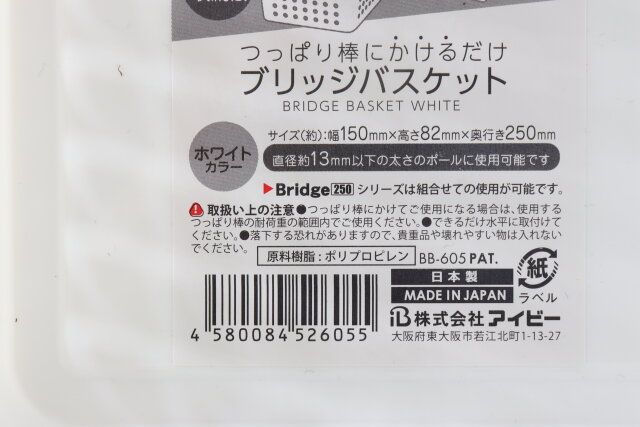 つっぱり棒にかけるだけ
ブリッジバスケット
BRIDGE BASKET WHITE
ホワイト
カラー
サイズ(約):幅150mm×高さ82mm×奥行き250mm
直径約13mm以下の太さのポールに使用可能です
▶Bridge250シリーズは組合せての使用が可能です。
取扱い上の注意●つっぱり棒にかけてご使用になる場合は、使用する
つっぱり棒の耐荷重の範囲内でご使用ください。●できるだけ水平に取付けて
ください。●落下する恐れがありますので、貴重品や壊れやすい物は入れない
でください。
原料樹脂:ポリプロピレン
BB-605 PAT.
日本製
MADE IN JAPAN
紙
ラベル
4 580084 526055
iB株式会社アイビー
大阪府東大阪市若江北町1-13-27